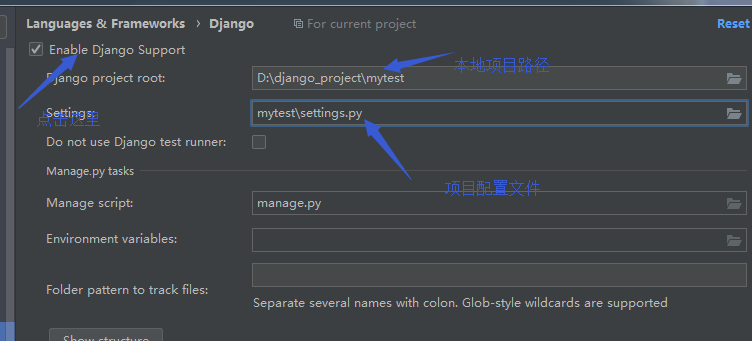 Languages & Frameworks › Django For current project Reset
Enable Django Support
本地项目路径
Django project root: D:\django_project\mytest
点击这里
Settings: mytest\settings.py
Do not use Django test runner:
项目配置文件
Manage.py tasks
Manage script: manage.py
Environment variables:
Folder pattern to track files:
Separate several names with colon. Glob-style wildcards are supported
Show structure